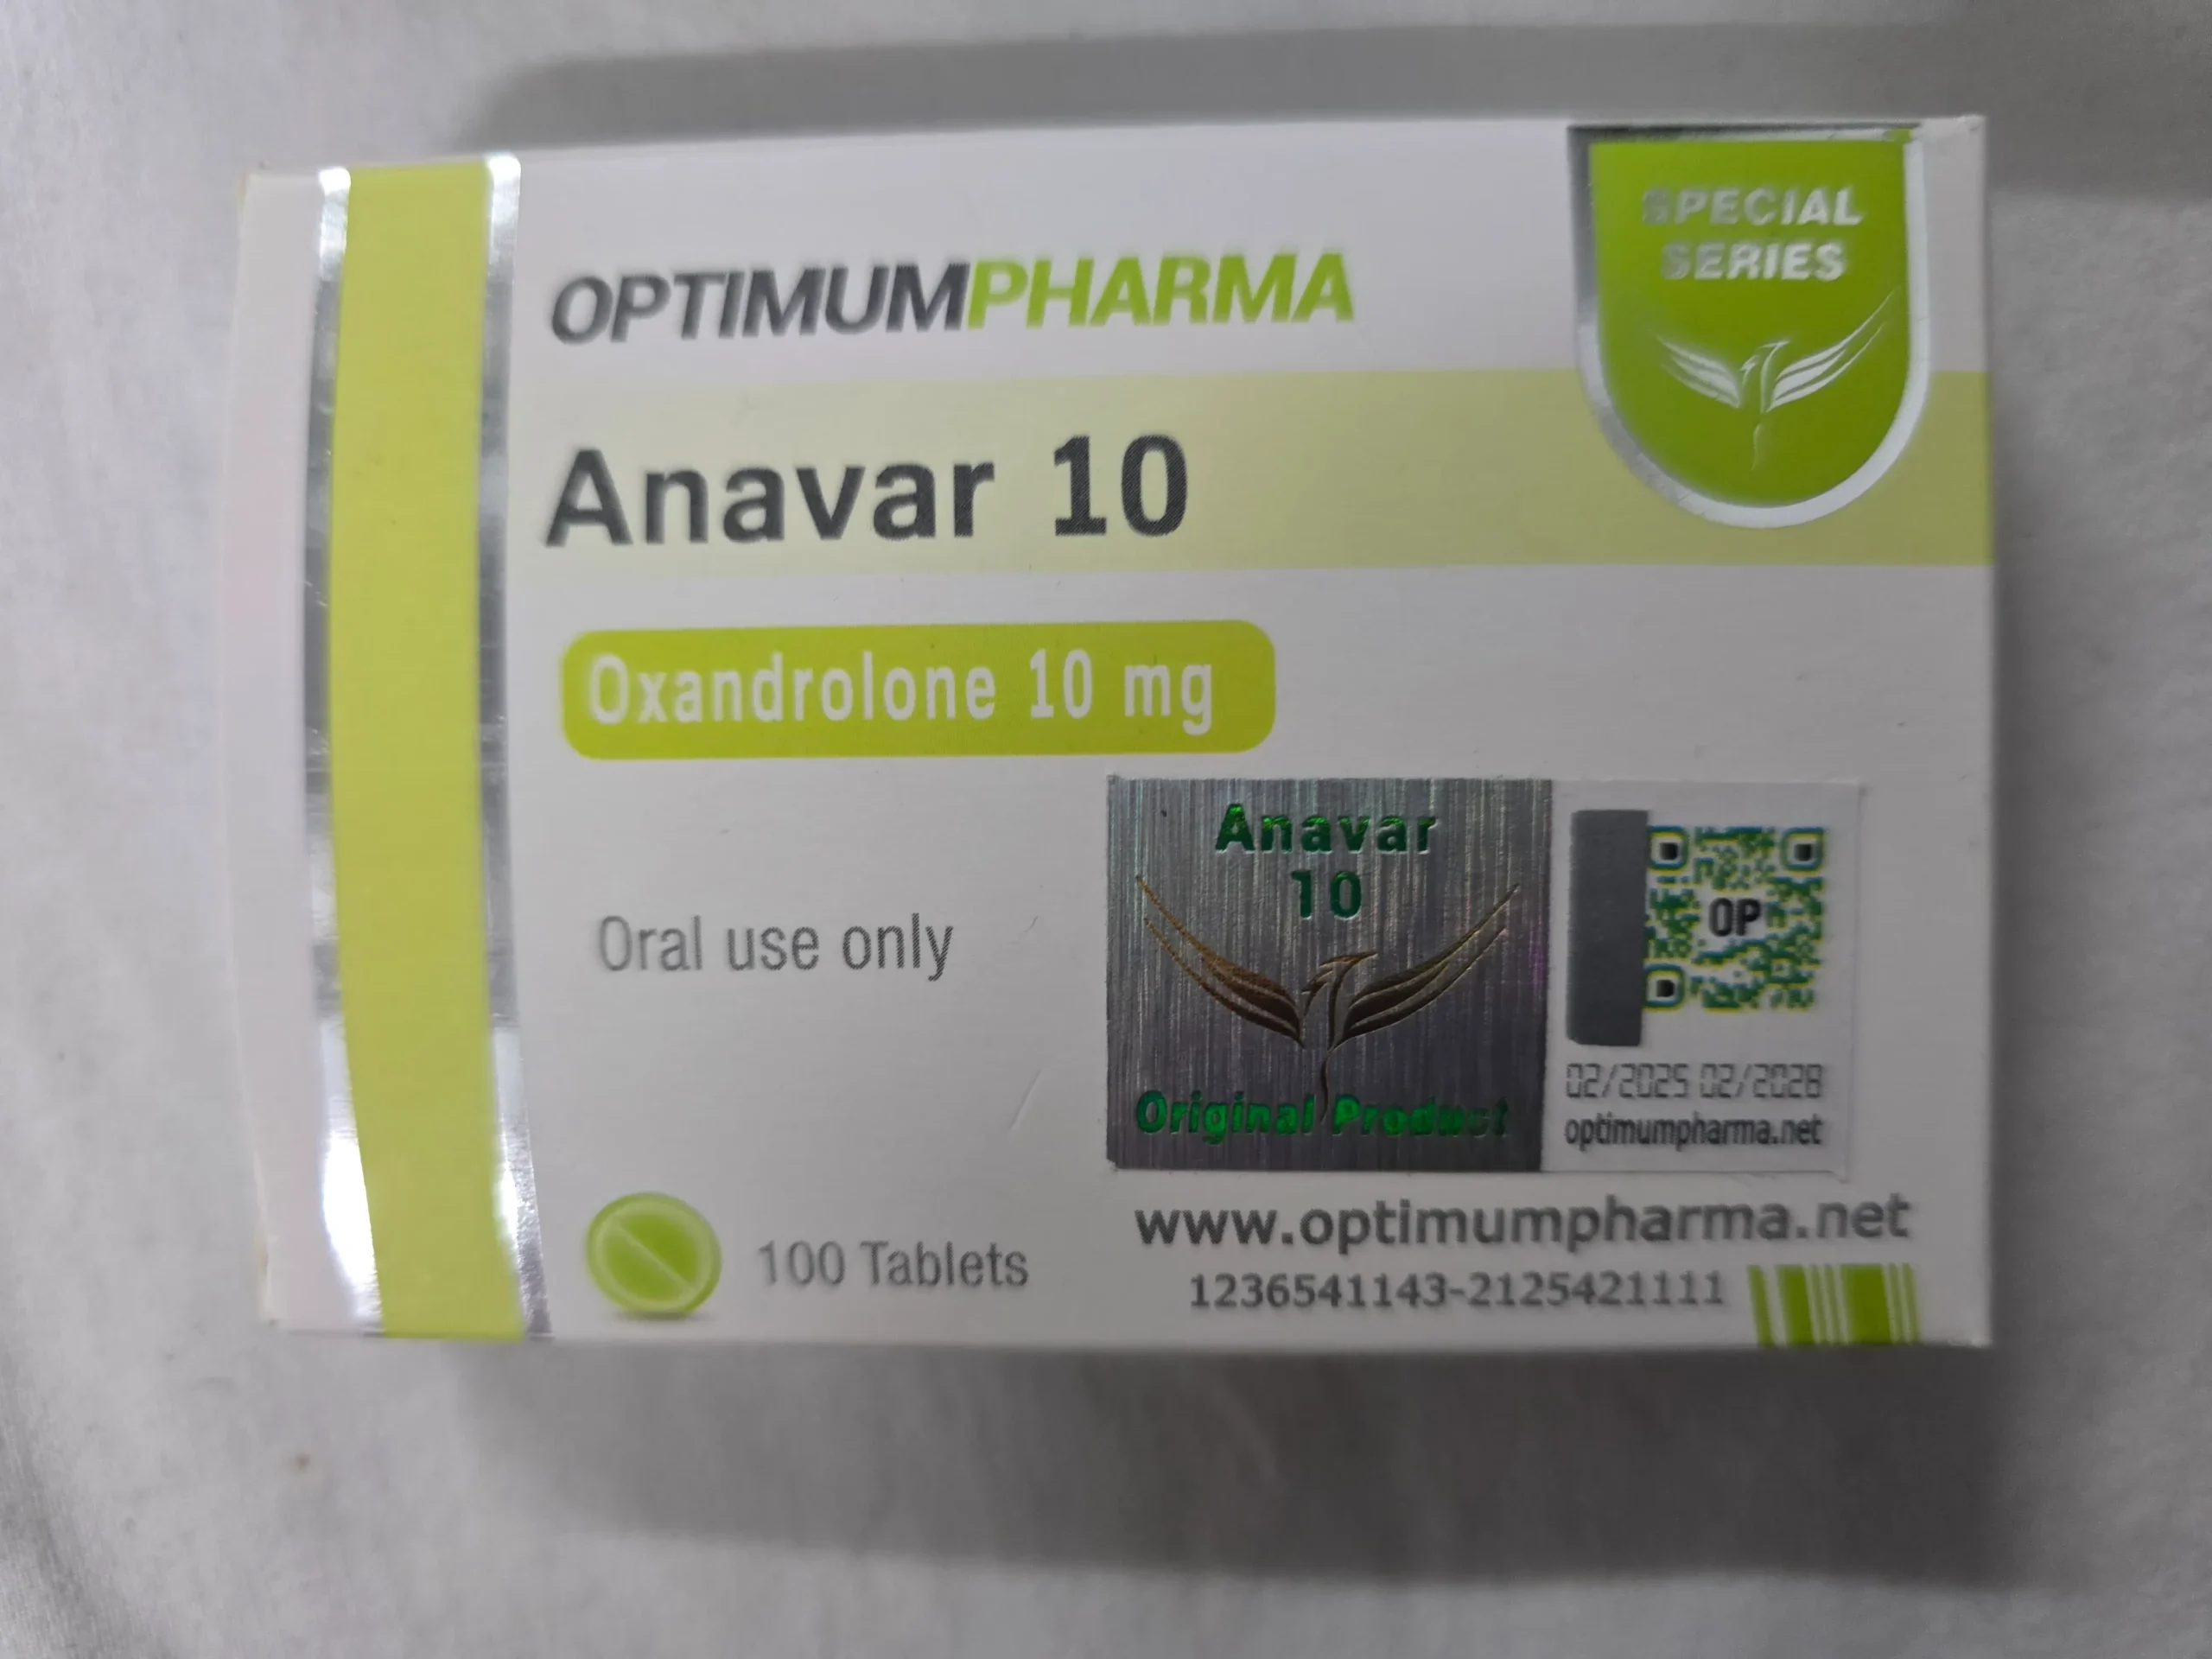 SPECIAL
SERIES
OPTIMUMPHARMA
Anavar 10
Oxandrolone 10 mg
Oral use only
Anavar
10
Original Product
OP
02/2025 02/2028
optimumpharma.net
100 Tablets
www.optimumpharma.net
1236541143-2125421111